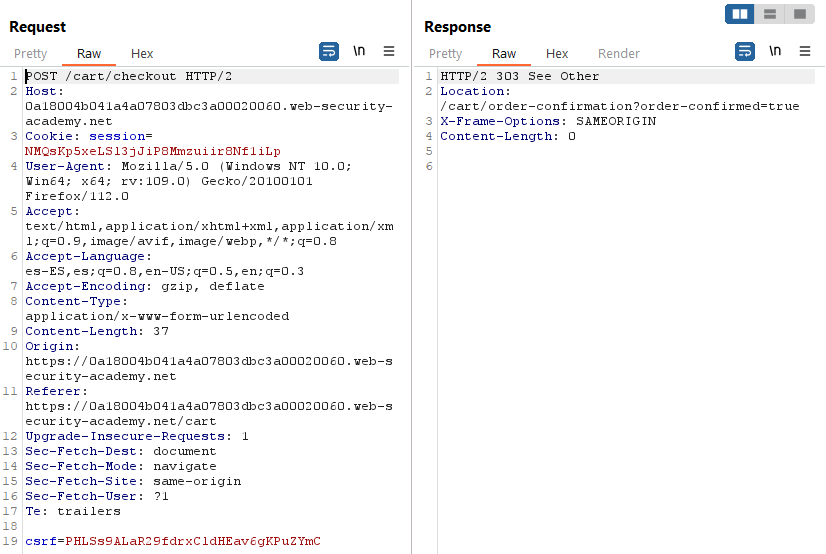 Request
Pretty Raw Hex
\n
1 POST /cart/checkout HTTP/2
2 Host:
0a18004b041a4a07803dbc3a00020060.web-security-
academy.net
3 Cookie: session=
NMQsKp5xeLSl3jJiP8Mmzuiir8Nf1iLp
4 User-Agent: Mozilla/5.0 (Windows NT 10.0;
Win64; x64; rv:109.0) Gecko/20100101
Firefox/112.0
5 Accept:
text/html,application/xhtml+xml,application/xm
l;q=0.9,image/avif,image/webp,*/*;q=0.8
6 Accept-Language:
es-ES,es;q=0.8,en-US;q=0.5,en;q=0.3
7 Accept-Encoding: gzip, deflate
8 Content-Type:
application/x-www-form-urlencoded
9 Content-Length: 37
10 Origin:
https://0a18004b041a4a07803dbc3a00020060.web-s
ecurity-academy.net
11 Referer:
https://0a18004b041a4a07803dbc3a00020060.web-s
ecurity-academy.net/cart
12 Upgrade-Insecure-Requests: 1
13 Sec-Fetch-Dest: document
14 Sec-Fetch-Mode: navigate
15 Sec-Fetch-Site: same-origin
16 Sec-Fetch-User: ?1
17 Te: trailers
18
19 csrf=PHLSs9ALaR29fdrxCldHEav6gKPuZYmC
Response
Pretty Raw Hex Render
\n
1 HTTP/2 303 See Other
2 Location:
/cart/order-confirmation?order-confirmed=true
3 X-Frame-Options: SAMEORIGIN
4 Content-Length: 0
5
6